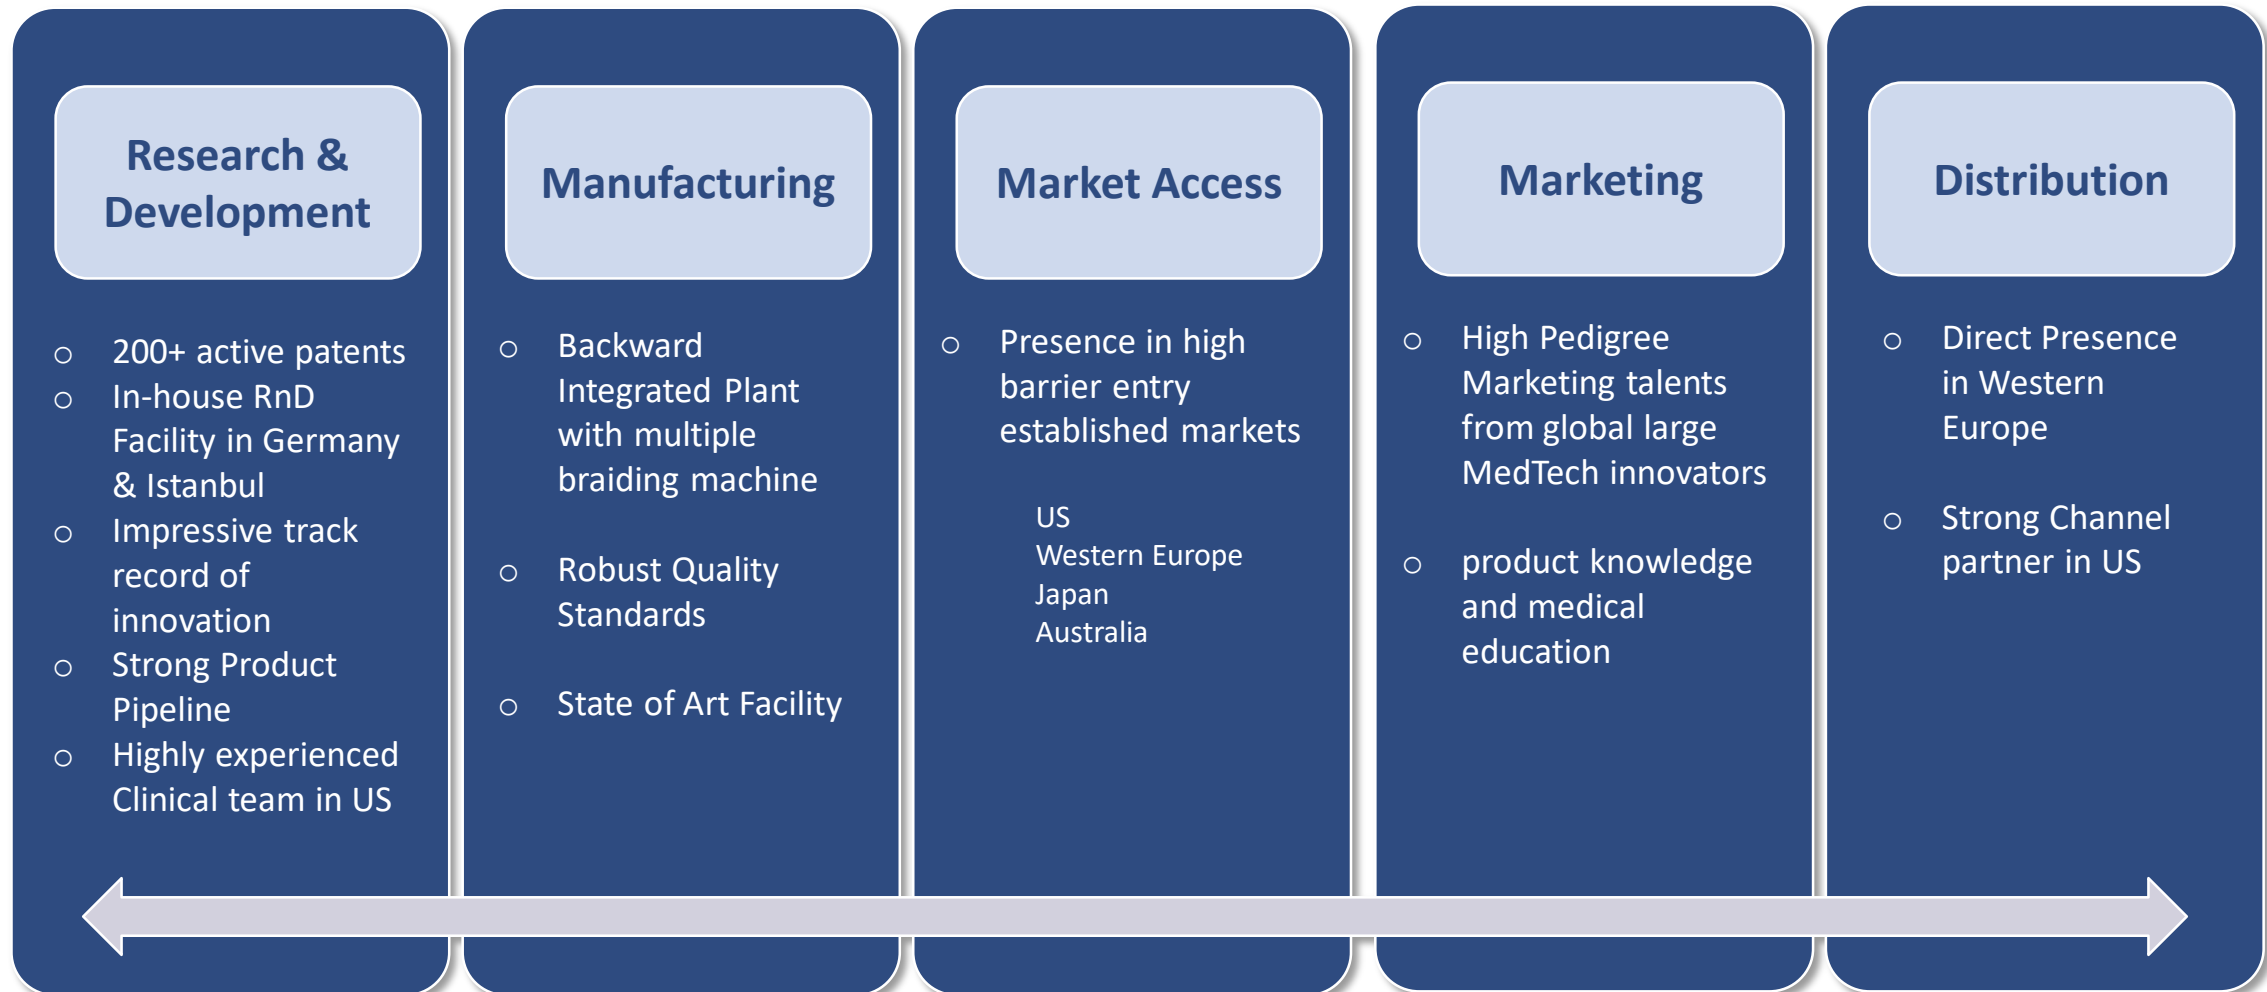 Research &
Development
○ 200+ active patents
○ In-house RnD
Facility in Germany
& Istanbul
○ Impressive track
record of
innovation
○ Strong Product
Pipeline
○ Highly experienced
Clinical team in US
Manufacturing
○ Backward
Integrated Plant
with multiple
braiding machine
○ Robust Quality
Standards
○ State of Art Facility
Market Access
○ Presence in high
barrier entry
established markets
US
Western Europe
Japan
Australia
Marketing
○ High Pedigree
Marketing talents
from global large
MedTech innovators
○ product knowledge
and medical
education
Distribution
○ Direct Presence
in Western
Europe
○ Strong Channel
partner in US